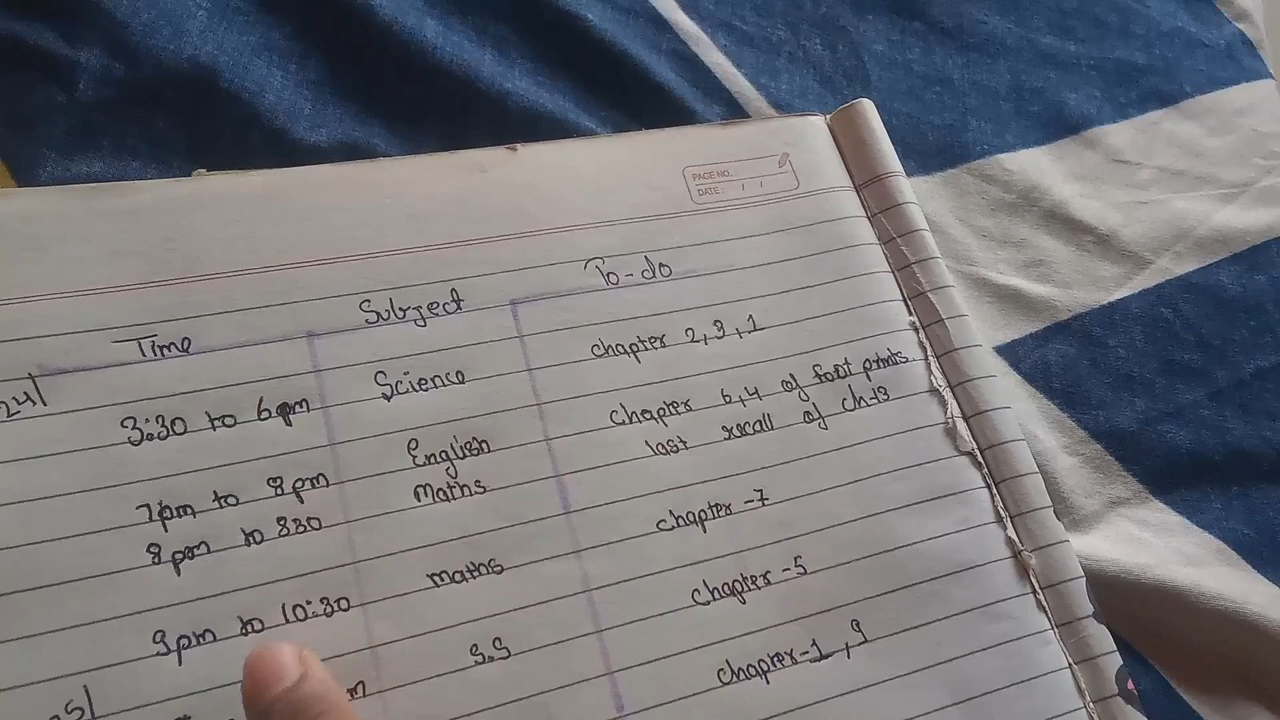 PAGE NO.
DATE: / /
Time Subject To-do
24/
3:30 to 6pm Science chapter 2,3,1
7pm to 8pm English chapter 6,4 of foot prints.
8pm to 830 Maths last recall of ch-13
9pm to 10:30 maths chapter -7
S.S chapter -5
chapter-1,9